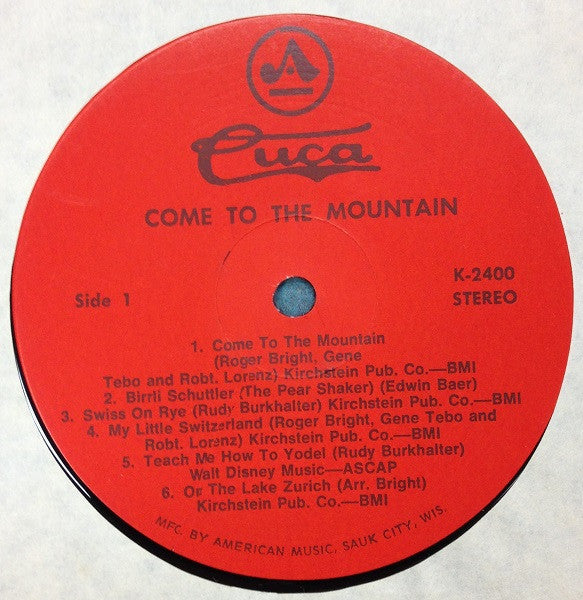 A
Cuca
COME TO THE MOUNTAIN
Side 1
K-2400
STEREO
1. Come To The Mountain
(Roger Bright, Gene
Tebo and Robt. Lorenz) Kirchstein Pub. Co.—BMI
2. Birrli Schuttler (The Pear Shaker) (Edwin Baer)
3. Swiss On Rye (Rudy Burkhalter) Kirchstein Pub. Co.—BMI
4. My Little Switzerland (Roger Bright, Gene Tebo and
Robt. Lorenz) Kirchstein Pub. Co.—BMI
5. Teach Me How To Yodel (Rudy Burkhalter)
Walt Disney Music—ASCAP
6. Or The Lake Zurich (Arr. Bright)
Kirchstein Pub. Co.—BMI
MFG. BY AMERICAN MUSIC, SAUK CITY, WIS.